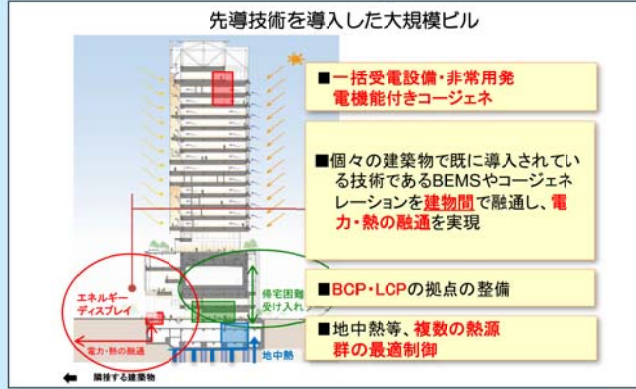 先導技術を導入した大規模ビル
■一括受電設備・非常用発
電機能付きコージェネ
■個々の建築物で既に導入されてい
る技術であるBEMSやコージェネ
レーションを建物間で融通し、電
力・熱の融通を実現
■BCP・LCPの拠点の整備
■地中熱等、複数の熱源
群の最適制御
エネルギー
ディスプレイ
帰宅困難
受け入れ
電力・熱の融通
地中熱
隣接する建築物